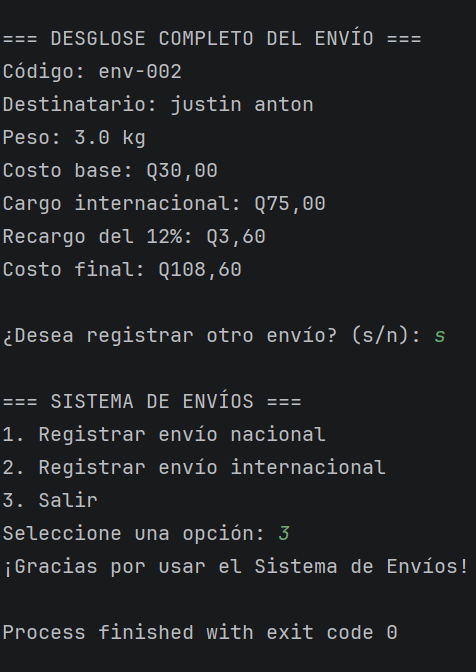 === DESGLOSE COMPLETO DEL ENVÍO ===
Código: env-002
Destinatario: justin anton
Peso: 3.0 kg
Costo base: Q30,00
Cargo internacional: Q75,00
Recargo del 12%: Q3,60
Costo final: Q108,60
¿Desea registrar otro envío? (s/n): s
=== SISTEMA DE ENVÍOS ===
1. Registrar envío nacional
2. Registrar envío internacional
3. Salir
Seleccione una opción: 3
¡Gracias por usar el Sistema de Envíos!
Process finished with exit code 0